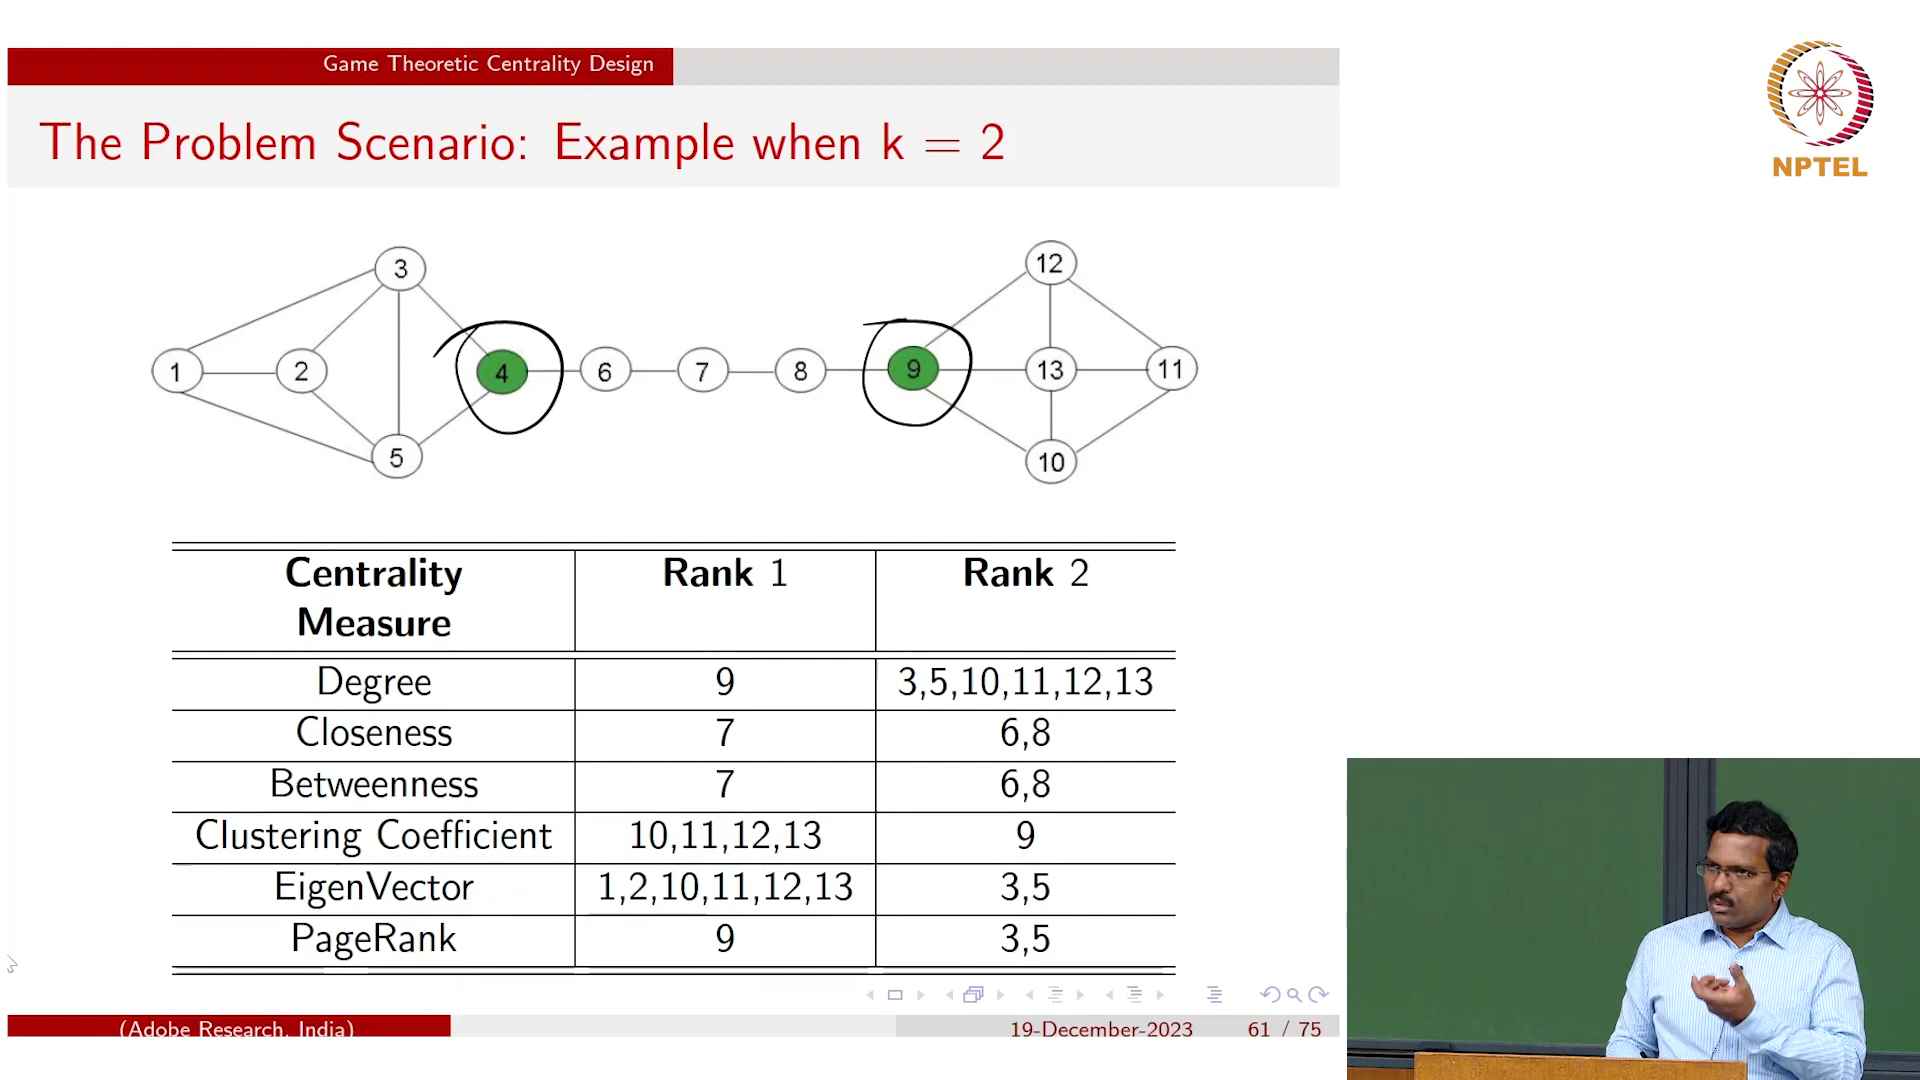 Game Theoretic Centrality Design
NPTEL
The Problem Scenario: Example when k = 2
3
12
1
2
4
6
7
8
9
13
11
5
10
Centrality Measure Rank 1 Rank 2
Degree 9 3,5,10,11,12,13
Closeness 7 6,8
Betweenness 7 6,8
Clustering Coefficient 10,11,12,13 9
EigenVector 1,2,10,11,12,13 3,5
PageRank 9 3,5
(Adobe Research, India) 19-December-2023 61 / 75